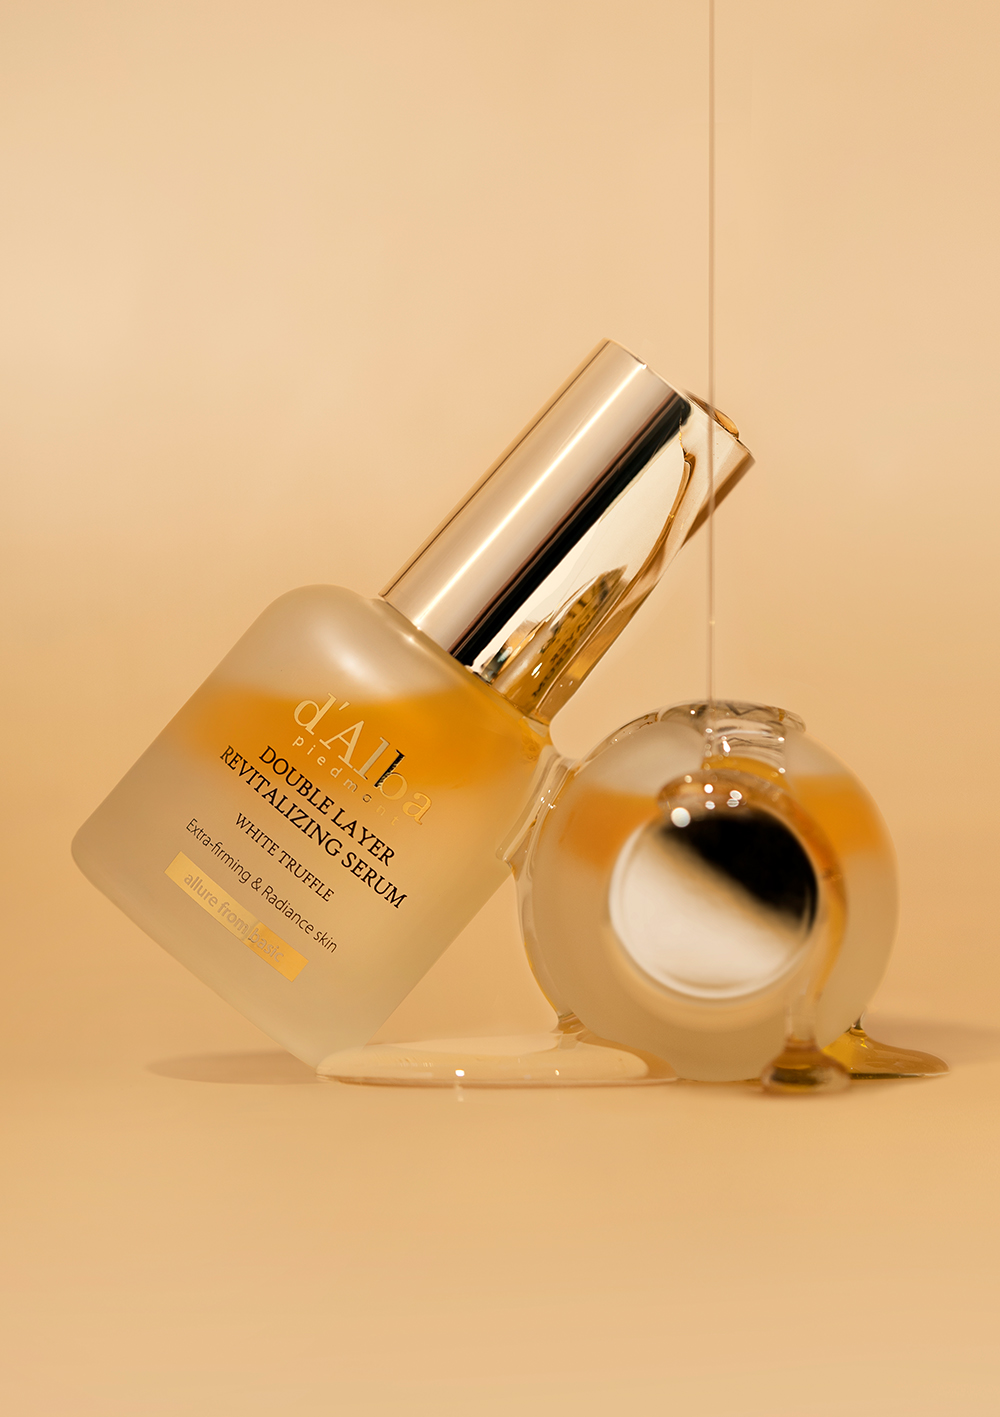 d'Alba
Piedmont
DOUBLE LAYER
REVITALIZING SERUM
WHITE TRUFFLE
Extra-firming & Radiance skin
allure from basic